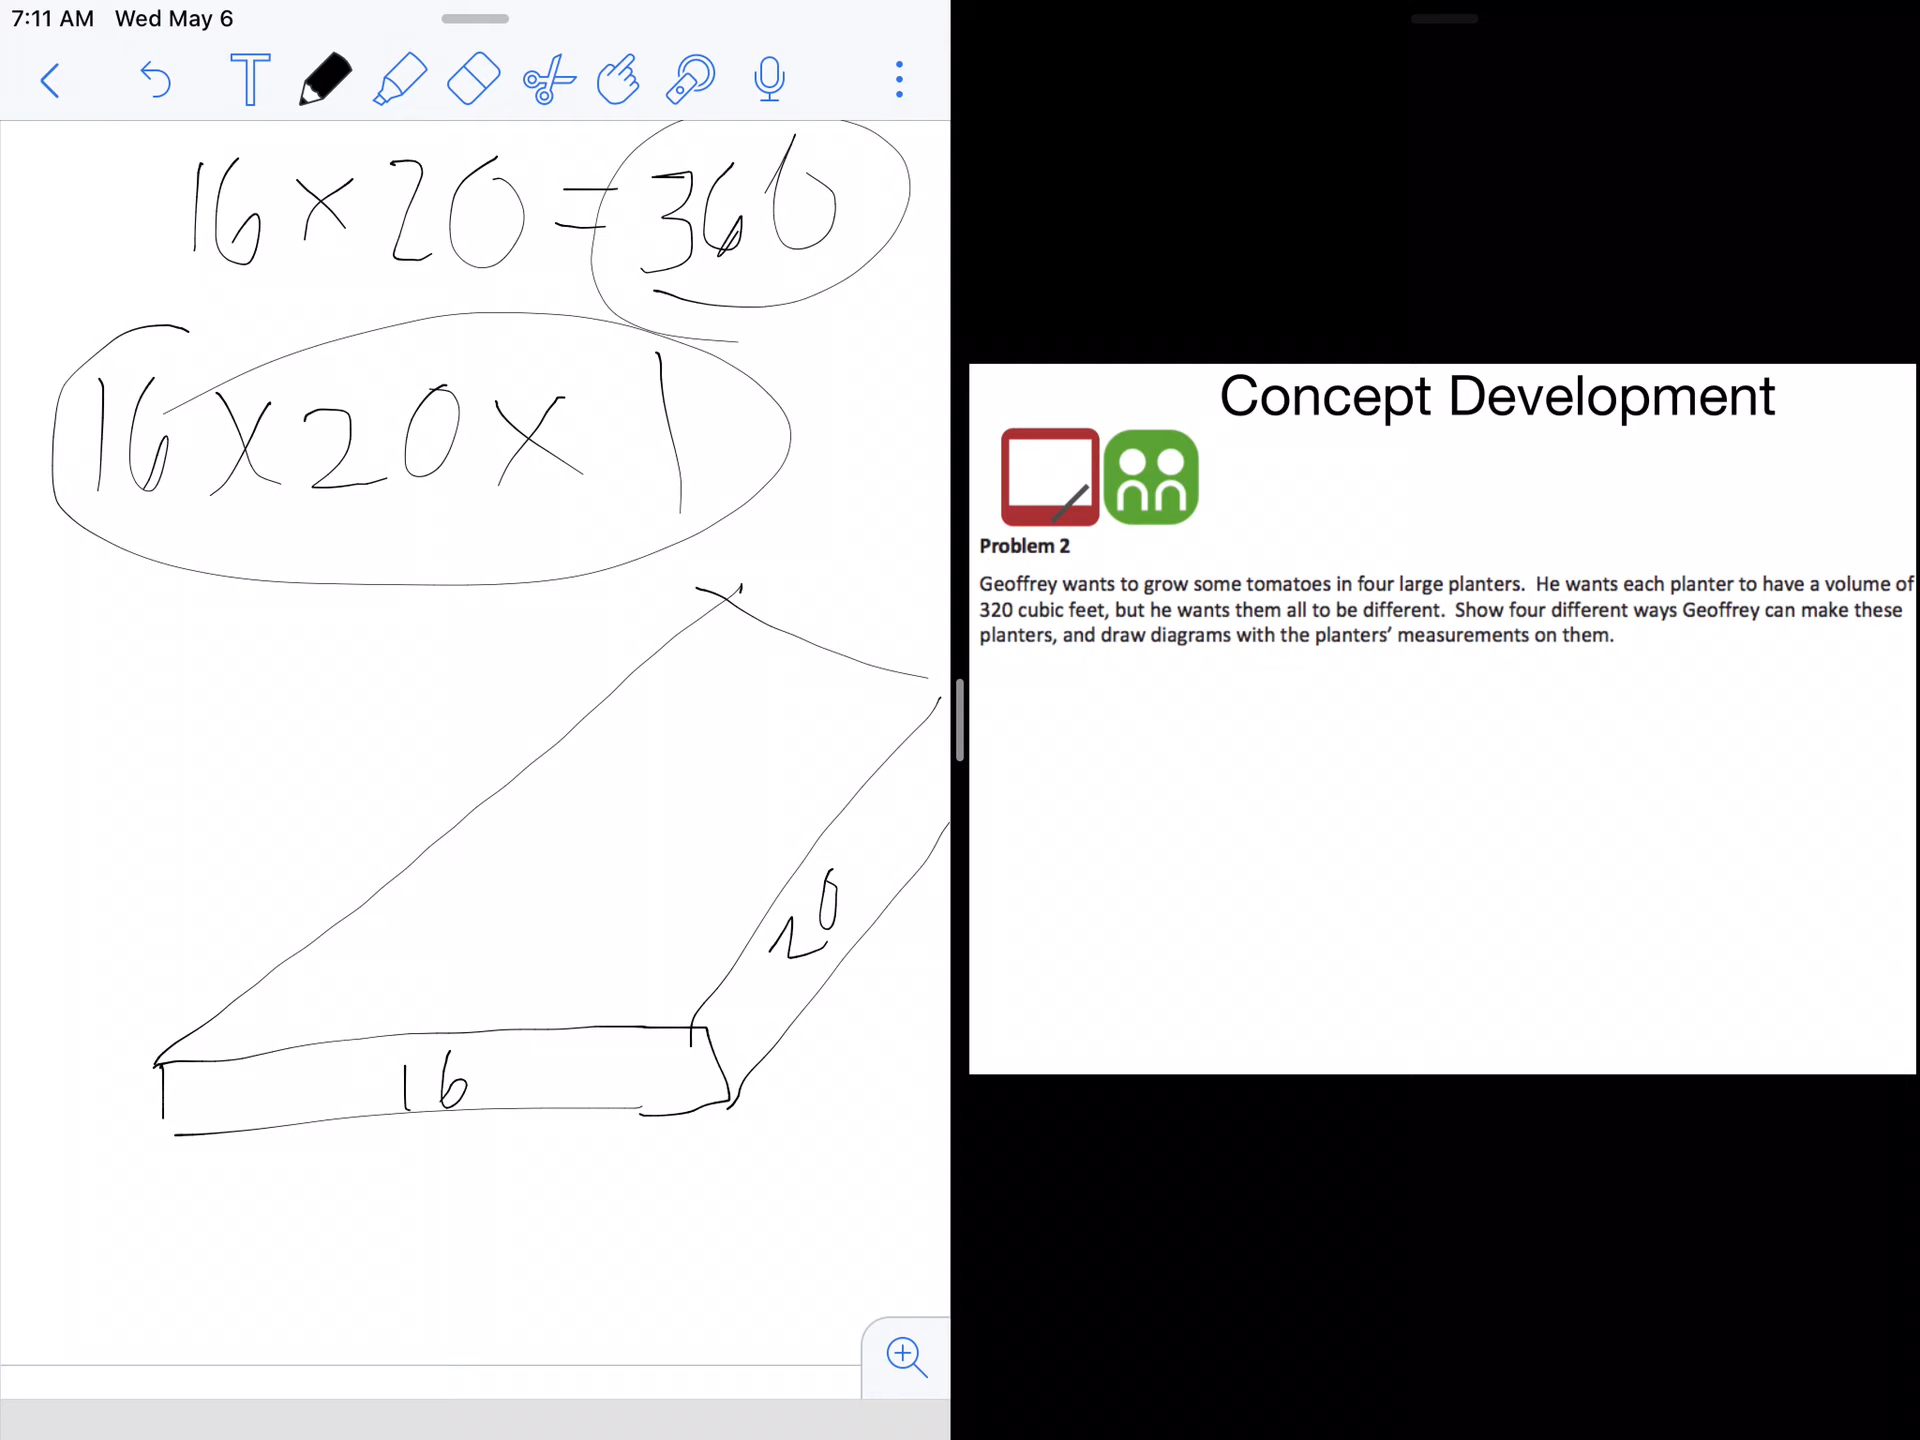 7:11 AM Wed May 6
T
16 × 20 = 360
16 × 20 × 1
20
16
Concept Development
Problem 2
Geoffrey wants to grow some tomatoes in four large planters. He wants each planter to have a volume of
320 cubic feet, but he wants them all to be different. Show four different ways Geoffrey can make these
planters, and draw diagrams with the planters' measurements on them.